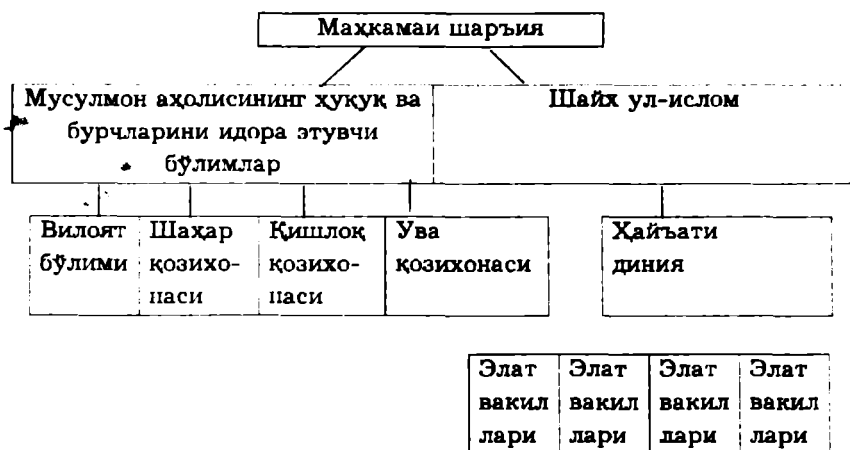 Маҳкамаи шаръия
Мусулмон аҳолисининг ҳуқуқ ва
бурчларини идора этувчи
бўлимлар
Шайх ул-ислом
Вилоят
бўлими
Шаҳар
қозихо-
наси
Қишлоқ
қозихо-
наси
Ува
қозихонаси
Ҳайъати
диния
Элат
вакил
лари
Элат
вакил
лари
Элат
вакил
лари
Элат
вакил
лари